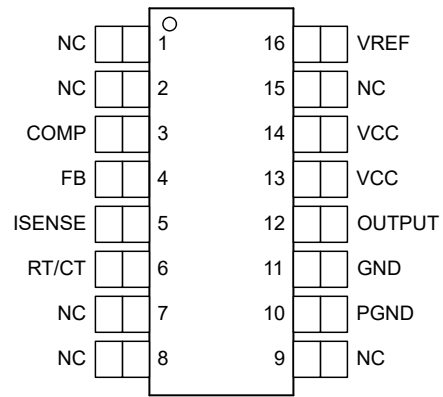 NC 1 16 VREF
NC 2 15 NC
COMP 3 14 VCC
FB 4 13 VCC
ISENSE 5 12 OUTPUT
RT/CT 6 11 GND
NC 7 10 PGND
NC 8 9 NC